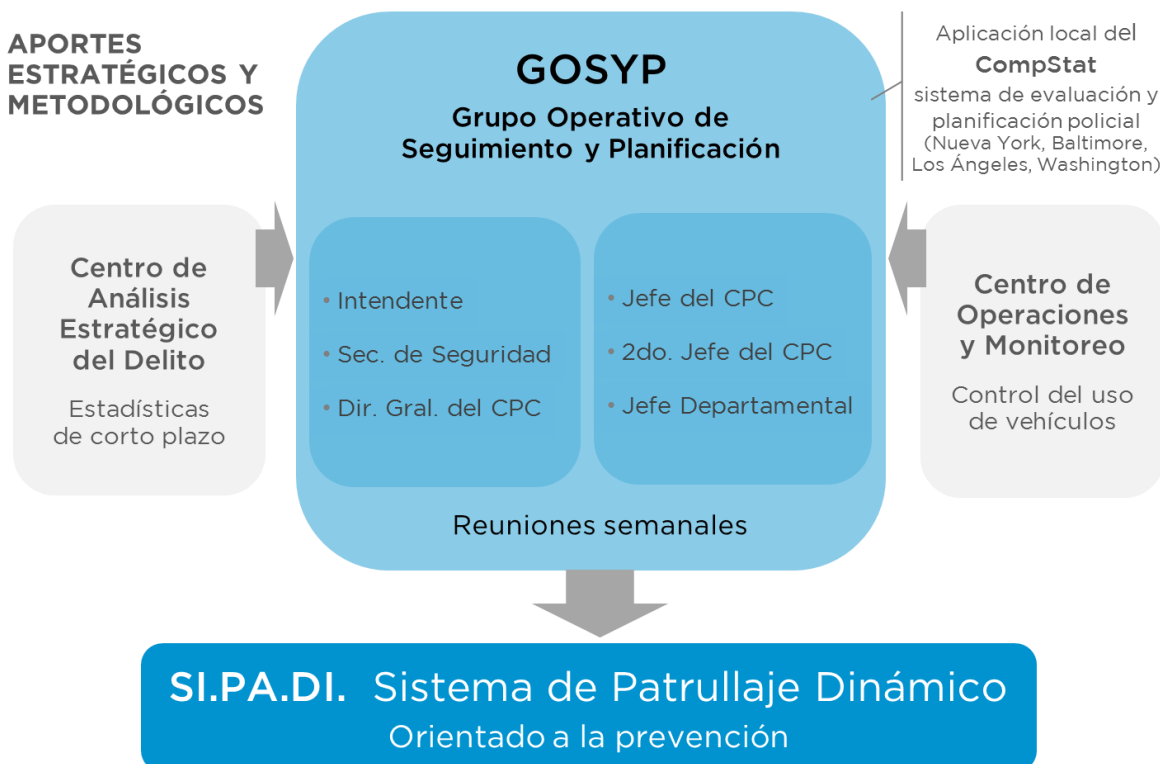 APORTES
ESTRATÉGICOS Y
METODOLÓGICOS
GOSYP
Grupo Operativo de
Seguimiento y Planificación
Aplicación local del
CompStat
sistema de evaluación y
planificación policial
(Nueva York, Baltimore,
Los Ángeles, Washington)
Centro de
Análisis
Estratégico
del Delito
Estadísticas
de corto plazo
• Intendente
• Sec. de Seguridad
• Dir. Gral. del CPC
• Jefe del CPC
• 2do. Jefe del CPC
• Jefe Departamental
Centro de
Operaciones
y Monitoreo
Control del uso
de vehículos
Reuniones semanales
SI.PA.DI. Sistema de Patrullaje Dinámico
Orientado a la prevención